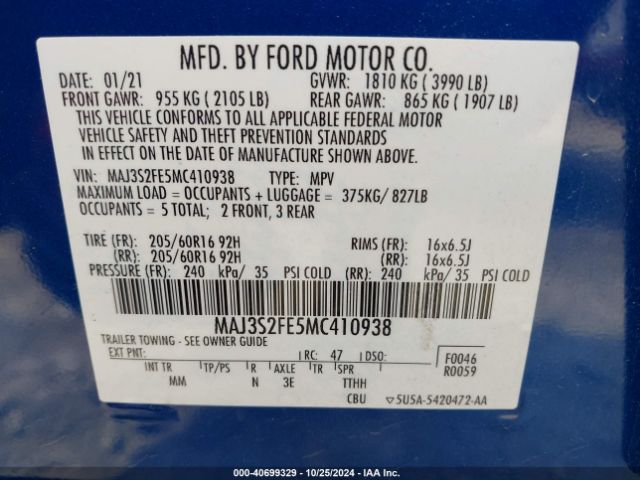 MFD. BY FORD MOTOR CO.
DATE: 01/21 GVWR: 1810 KG ( 3990 LB)
FRONT GAWR: 955 KG ( 2105 LB) REAR GAWR: 865 KG ( 1907 LB)
THIS VEHICLE CONFORMS TO ALL APPLICABLE FEDERAL MOTOR
VEHICLE SAFETY AND THEFT PREVENTION STANDARDS
IN EFFECT ON THE DATE OF MANUFACTURE SHOWN ABOVE.
VIN: MAJ3S2FE5MC410938 TYPE: MPV
MAXIMUM LOAD = OCCUPANTS + LUGGAGE = 375KG/ 827LB
OCCUPANTS = 5 TOTAL; 2 FRONT, 3 REAR
TIRE (FR): 205/60R16 92H RIMS (FR): 16x6.5J
(RR): 205/60R16 92H (RR): 16x6.5J
PRESSURE (FR): 240 kPa/ 35 PSI COLD (RR): 240 kPa/ 35 PSI COLD
MAJ3S2FE5MC410938
TRAILER TOWING - SEE OWNER GUIDE
EXT PNT: RC: 47 DSO: F0046
R0059
INT TR TP/PS R AXLE TR SPR
MM N 3E TTHH
CBU ▽5U5A-5420472-AA
000-40699329 - 10/25/2024 - IAA Inc.